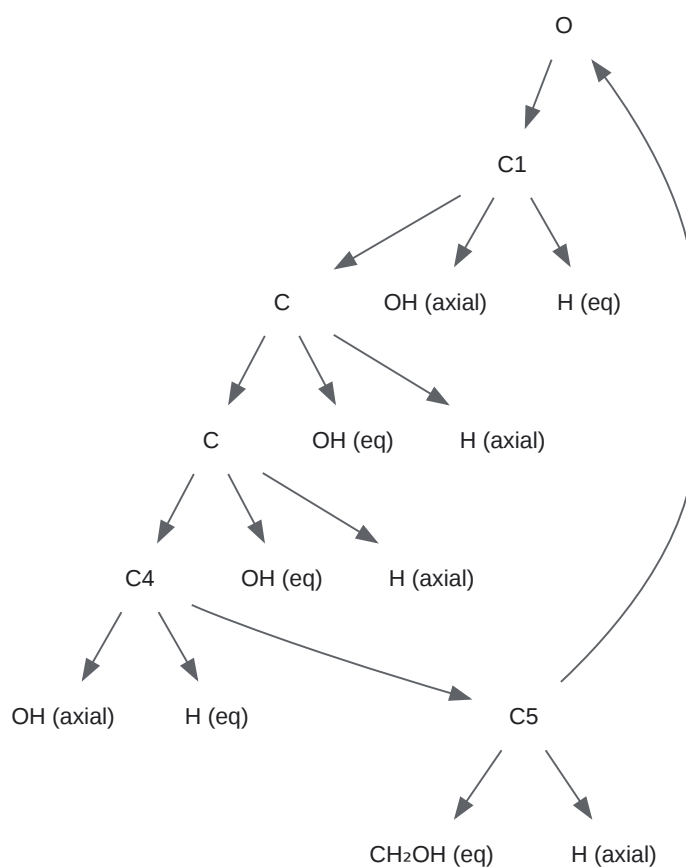 O
C1
C OH (axial) H (eq)
C OH (eq) H (axial)
C4 OH (eq) H (axial)
OH (axial) H (eq) C5
CH₂OH (eq) H (axial)